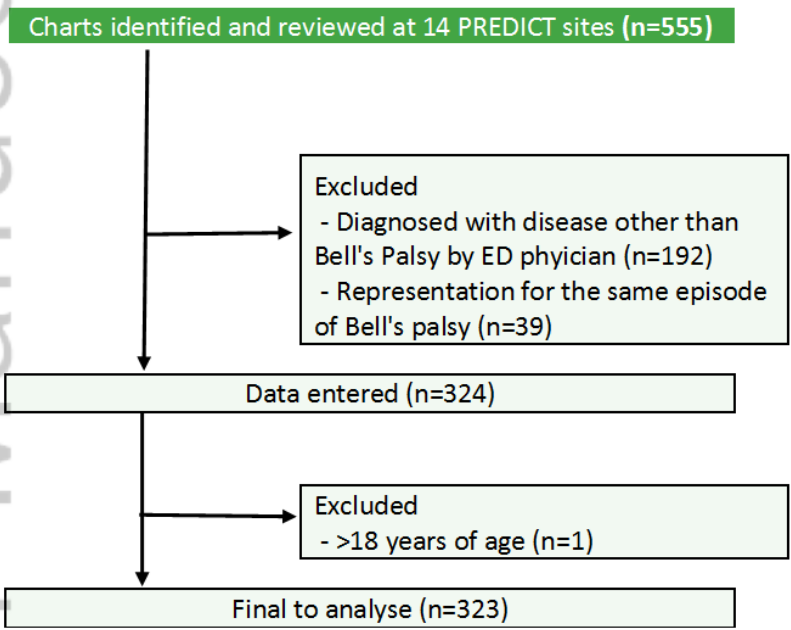 Charts identified and reviewed at 14 PREDICT sites (n=555)
Excluded
- Diagnosed with disease other than
Bell's Palsy by ED phyician (n=192)
- Representation for the same episode
of Bell's palsy (n=39)
Data entered (n=324)
Excluded
- >18 years of age (n=1)
Final to analyse (n=323)